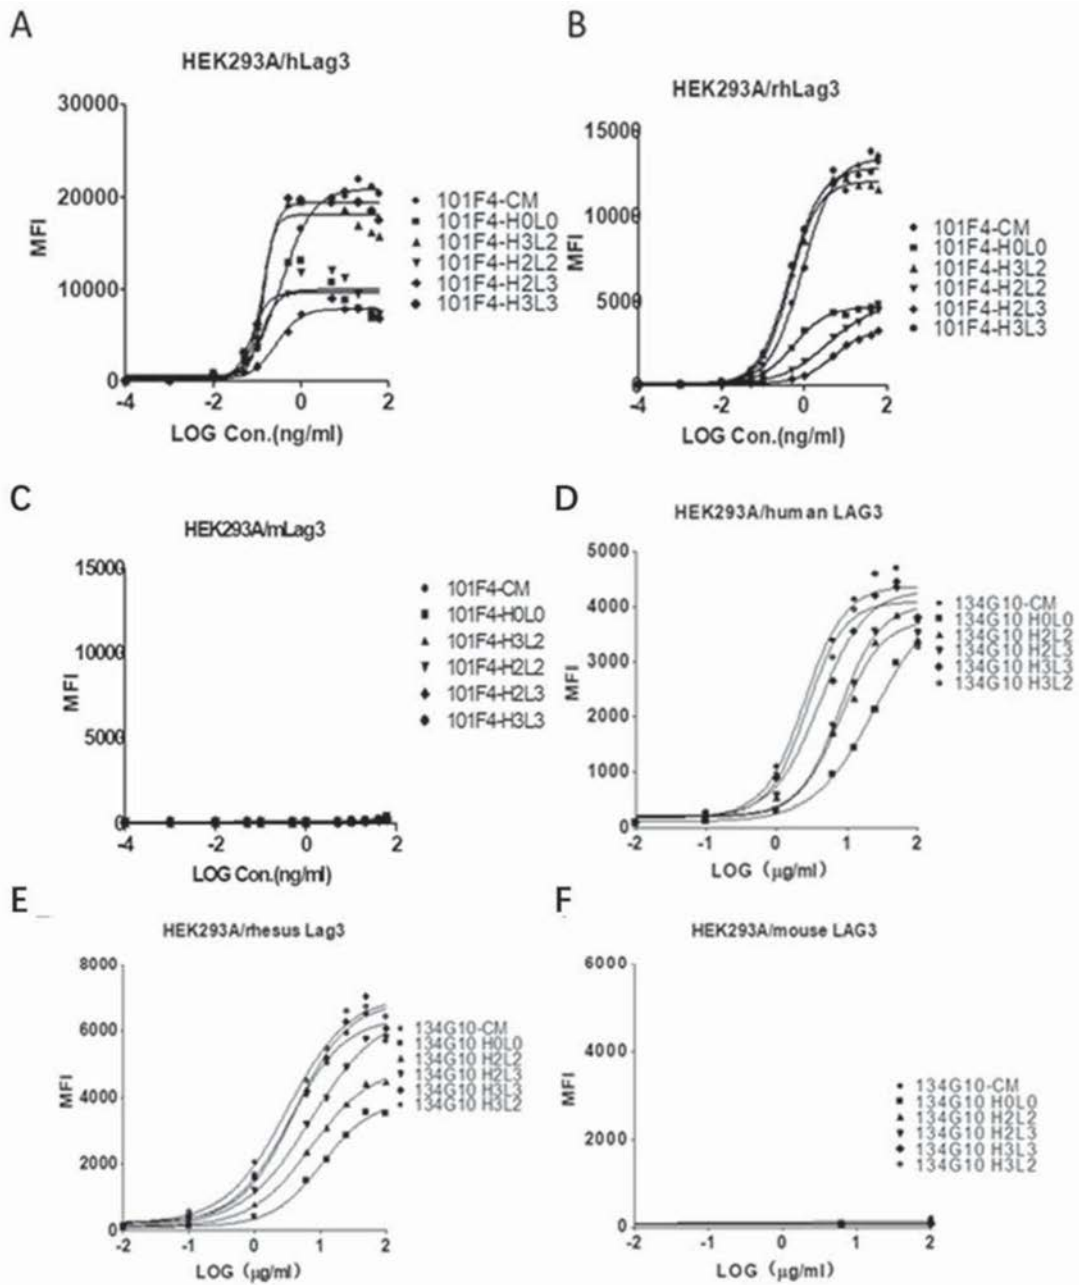 A
HEK293A/hLag3
30000
20000
10000
0
MFI
-4
-2
0
2
LOG Con.(ng/ml)
101F4-CM
101F4-H0L0
101F4-H3L2
101F4-H2L2
101F4-H2L3
101F4-H3L3
B
HEK293A/rhLag3
15000
10000
5000
0
MFI
-4
-2
0
2
LOG Con.(ng/ml)
101F4-CM
101F4-H0L0
101F4-H3L2
101F4-H2L2
101F4-H2L3
101F4-H3L3
C
HEK293A/mLag3
15000
10000
5000
0
MFI
-4
-2
0
2
LOG Con.(ng/ml)
101F4-CM
101F4-H0L0
101F4-H3L2
101F4-H2L2
101F4-H2L3
101F4-H3L3
D
HEK293A/human LAG3
5000
4000
3000
2000
1000
0
MFI
-2
-1
0
1
2
LOG (µg/ml)
134G10-CM
134G10 H0L0
134G10 H2L2
134G10 H2L3
134G10 H3L3
134G10 H3L2
E
HEK293A/rhesus Lag3
8000
6000
4000
2000
0
MFI
-2
-1
0
1
2
LOG (µg/ml)
134G10-CM
134G10 H0L0
134G10 H2L2
134G10 H2L3
134G10 H3L3
134G10 H3L2
F
HEK293A/mouse LAG3
6000
4000
2000
0
MFI
-2
-1
0
1
2
LOG (µg/ml)
134G10-CM
134G10 H0L0
134G10 H2L2
134G10 H2L3
134G10 H3L3
134G10 H3L2